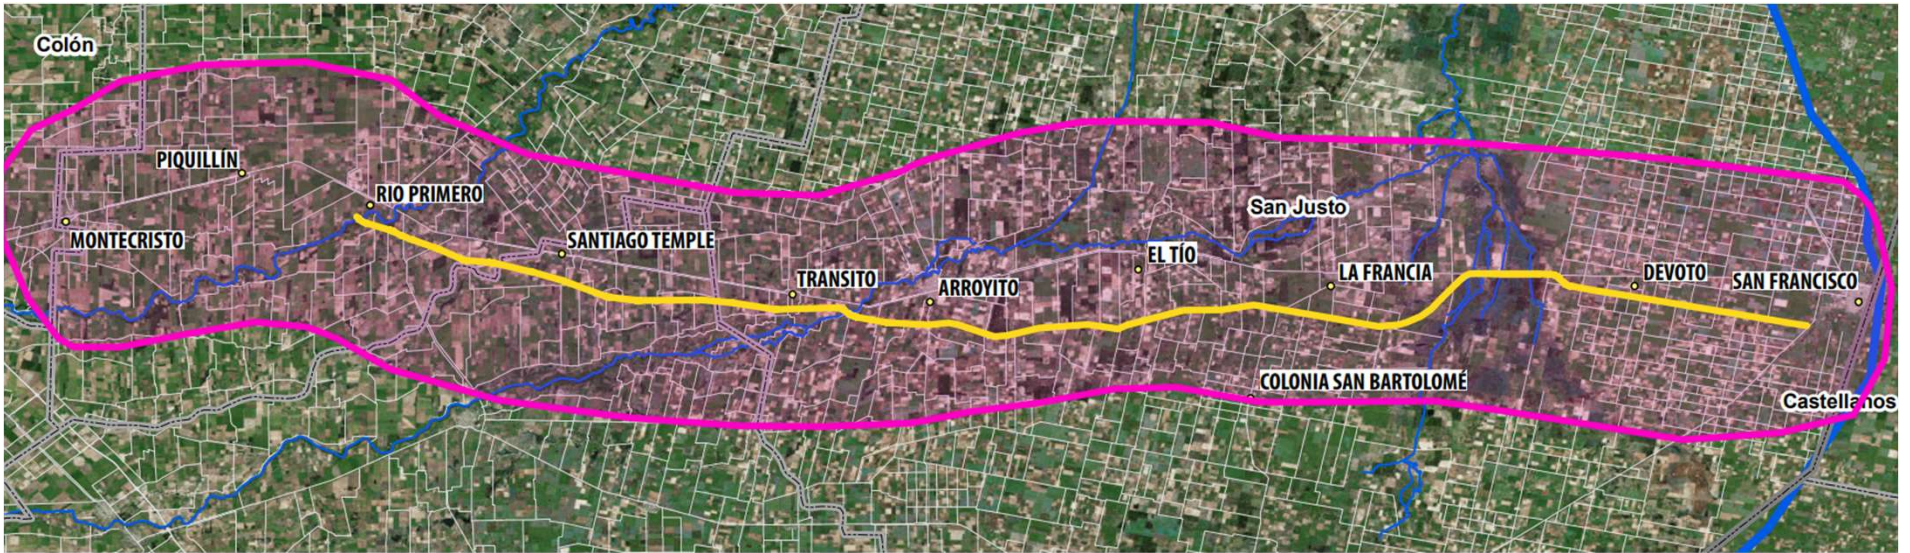 Colón
PIQUILLÍN
RIO PRIMERO
MONTECRISTO
SANTIAGO TEMPLE
TRANSITO
ARROYITO
EL TÍO
San Justo
LA FRANCIA
DEVOTO
SAN FRANCISCO
COLONIA SAN BARTOLOMÉ
Castellanos